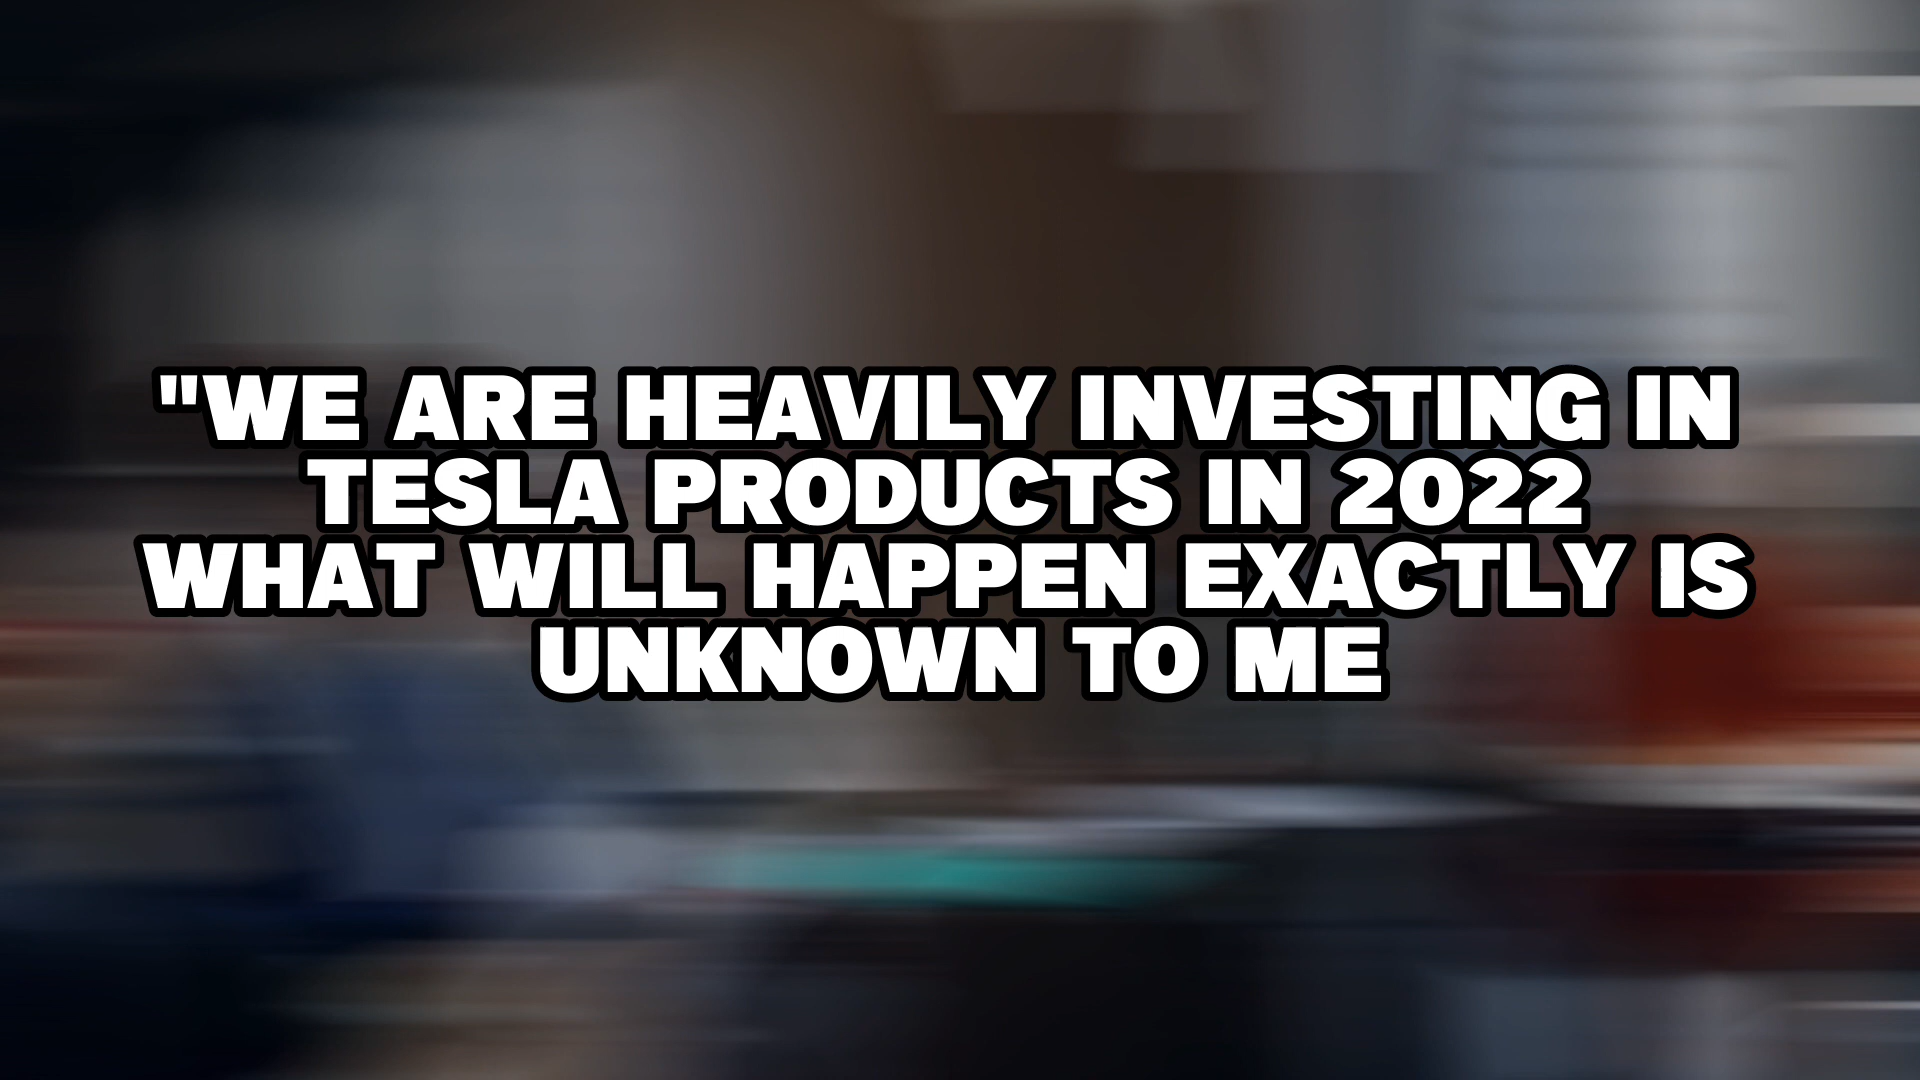 "WE ARE HEAVILY INVESTING IN
TESLA PRODUCTS IN 2022
WHAT WILL HAPPEN EXACTLY IS
UNKNOWN TO ME